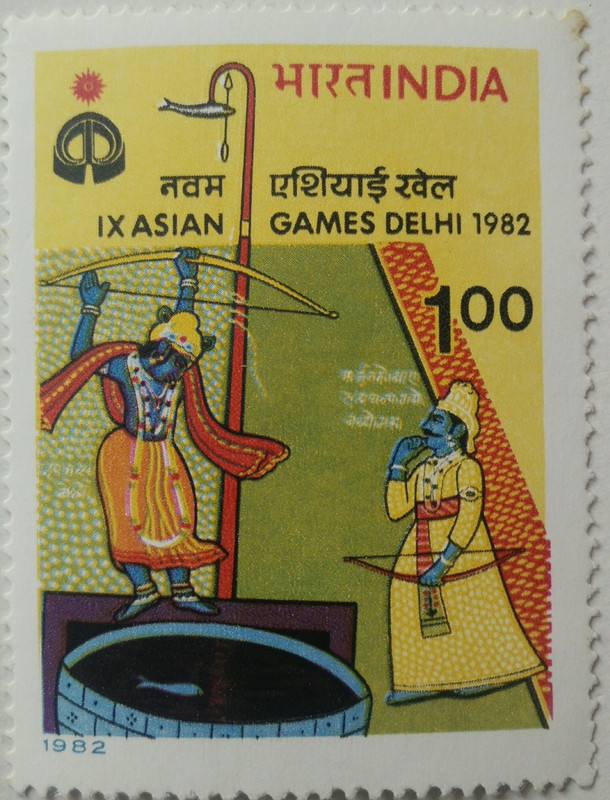 भारत INDIA
नवम एशियाई खेल
IX ASIAN GAMES DELHI 1982
1.00
1982